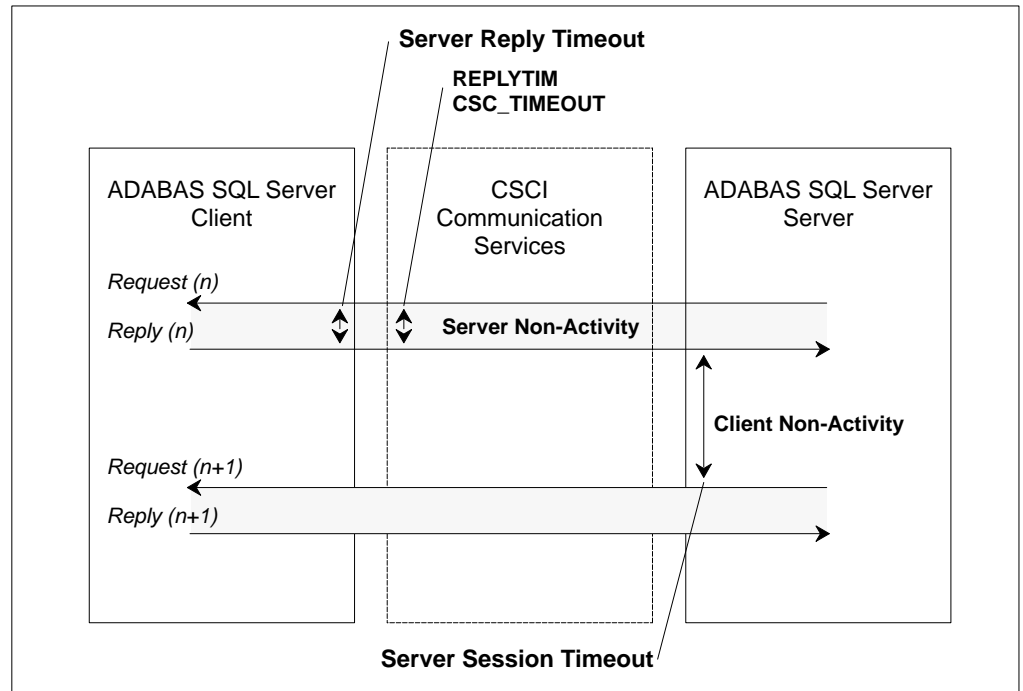 Server Reply Timeout
REPLYTIM
CSC_TIMEOUT
ADABAS SQL Server
Client
CSCI
Communication
Services
ADABAS SQL Server
Server
Request (n)
Reply (n)
Server Non-Activity
Client Non-Activity
Request (n+1)
Reply (n+1)
Server Session Timeout